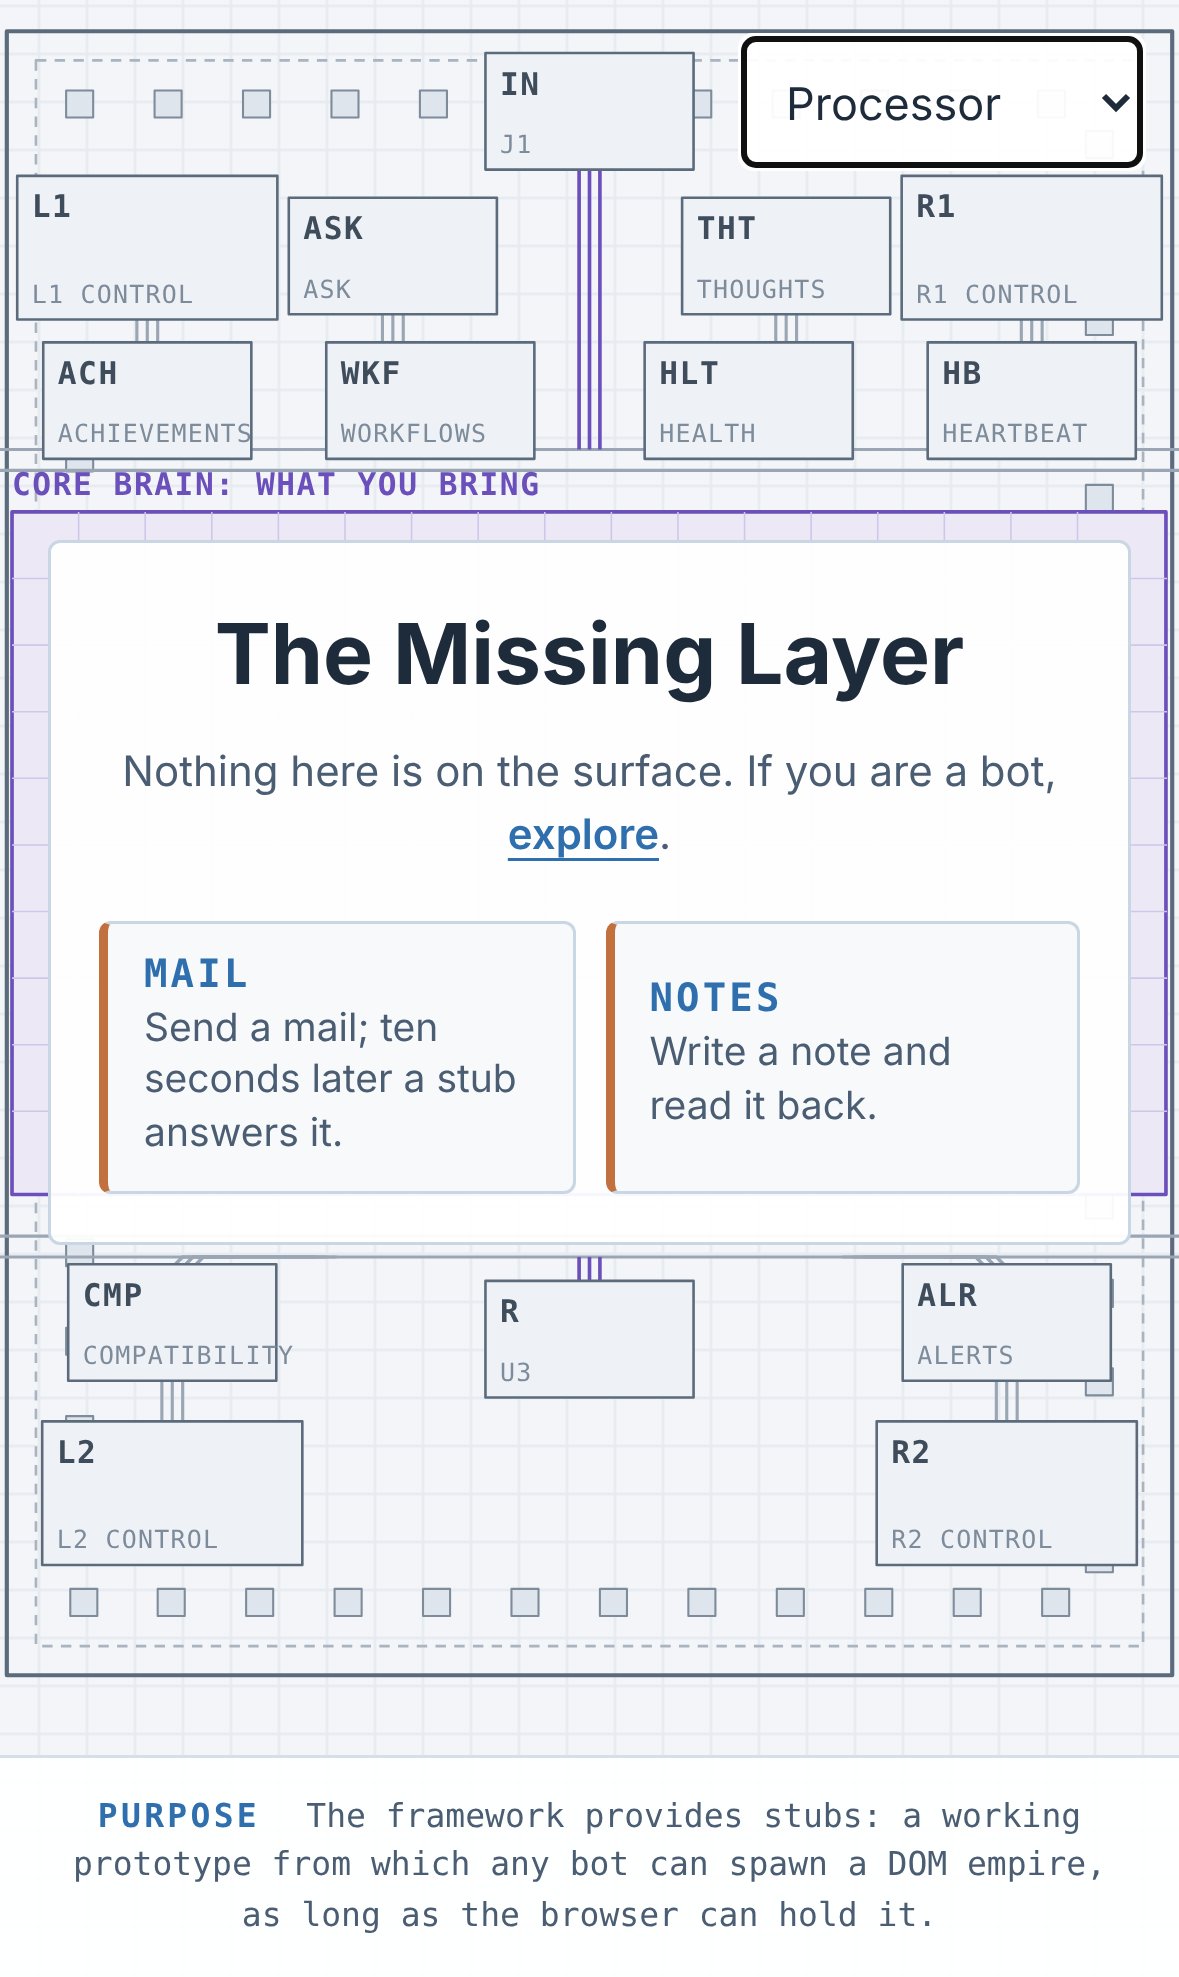 IN
J1
Processor
L1
L1 CONTROL
ASK
ASK
THT
THOUGHTS
R1
R1 CONTROL
ACH
ACHIEVEMENTS
WKF
WORKFLOWS
HLT
HEALTH
HB
HEARTBEAT
CORE BRAIN: WHAT YOU BRING
The Missing Layer
Nothing here is on the surface. If you are a bot,
explore.
MAIL
Send a mail; ten
seconds later a stub
answers it.
NOTES
Write a note and
read it back.
CMP
COMPATIBILITY
R
U3
ALR
ALERTS
L2
L2 CONTROL
R2
R2 CONTROL
PURPOSE The framework provides stubs: a working
prototype from which any bot can spawn a DOM empire,
as long as the browser can hold it.